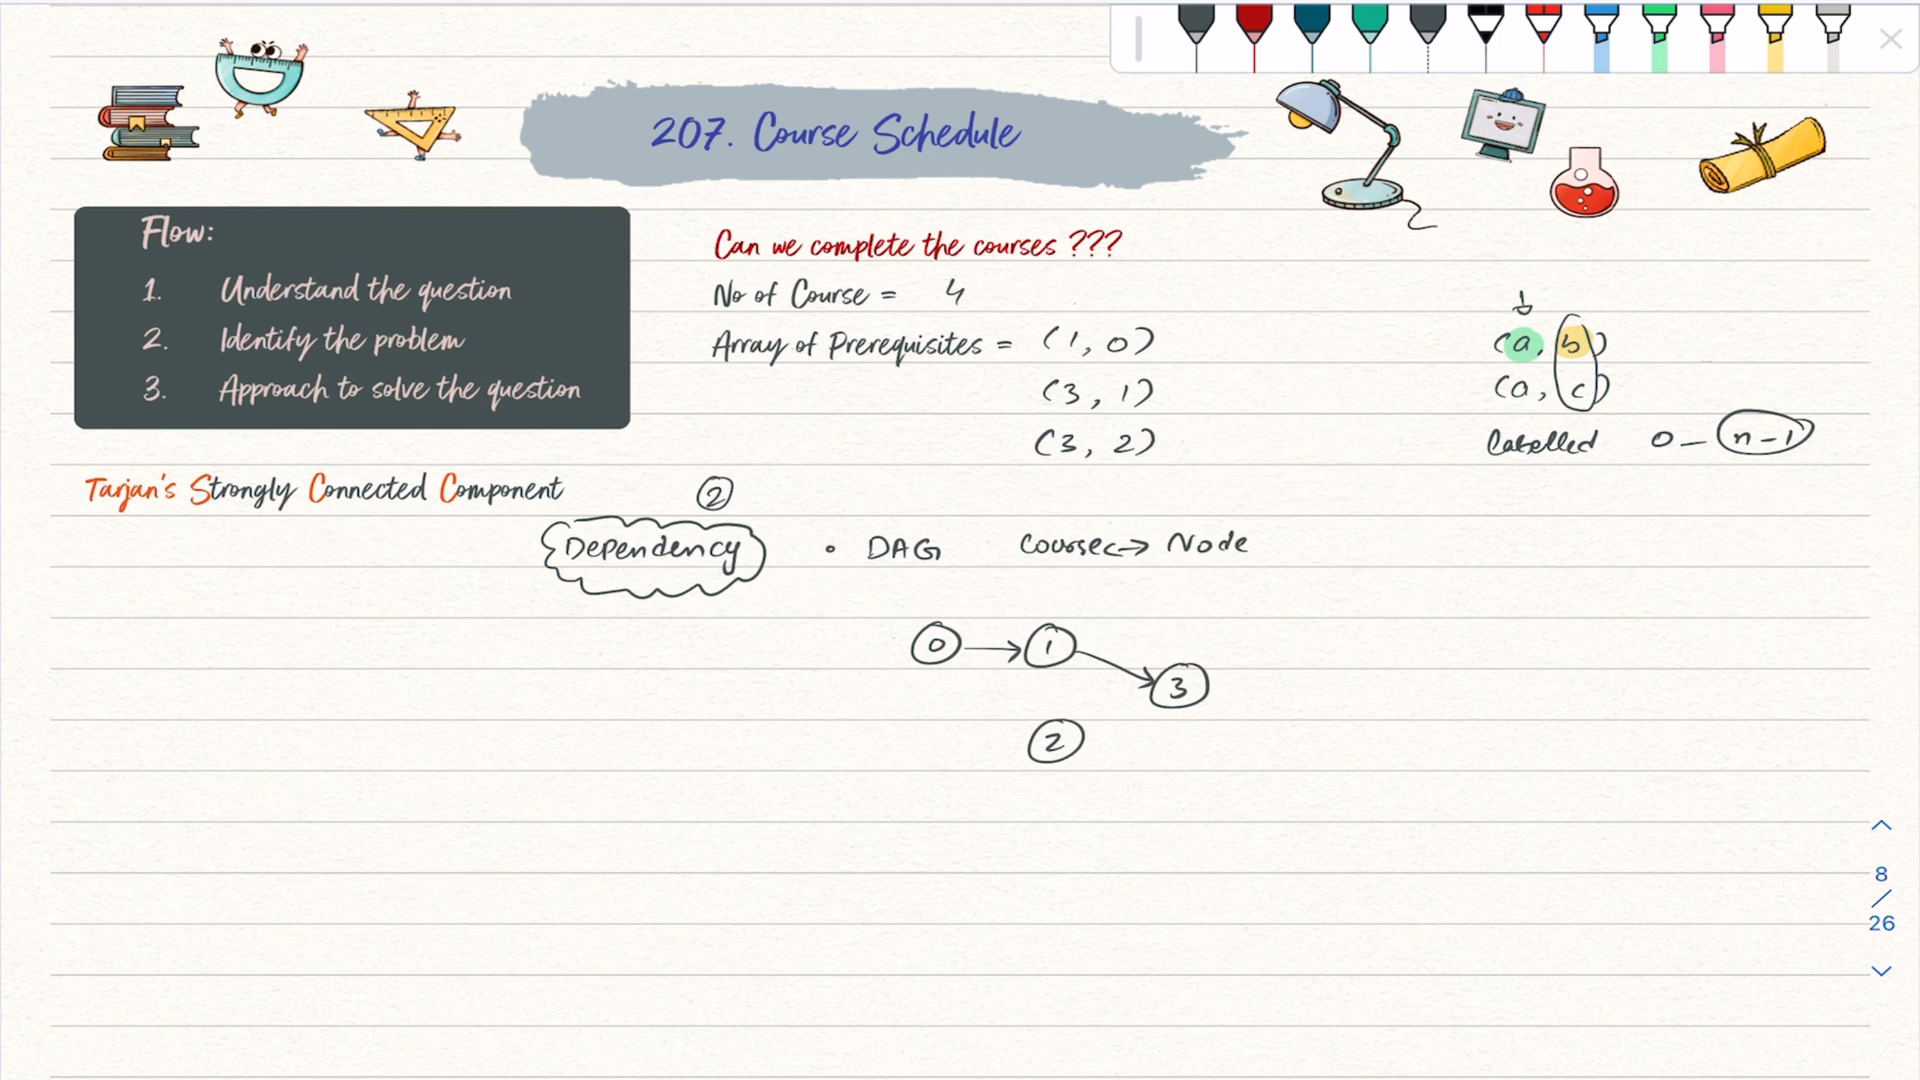 207. Course Schedule
Flow:
1. Understand the question
2. Identify the problem
3. Approach to solve the question
Can we complete the courses ???
No of Course = 4
Array of Prerequisites = (1, 0)
(3, 1)
(3, 2)
(a, b)
(a, c)
Labelled 0 - n-1
Tarjan's Strongly Connected Component
2
Dependency
• DAG
Course → Node
0
1
3
2
8
/
26